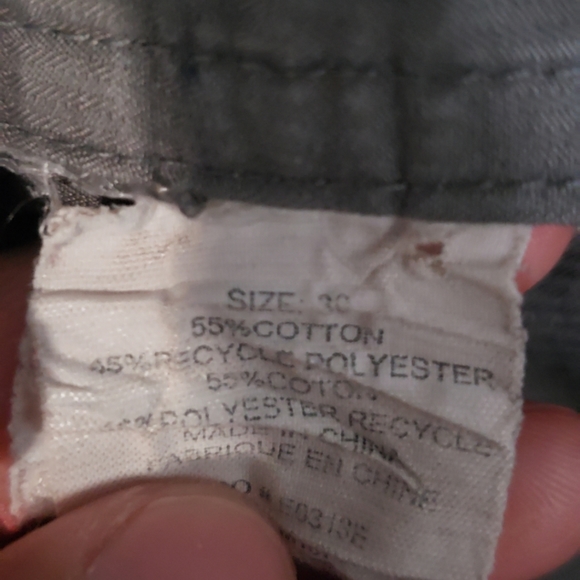 SIZE: 30
55%COTTON
45%RECYCLE POLYESTER
55%COTON
POLYESTER RECYCLE
MADE IN CHINA
FABRIQUE EN CHINE